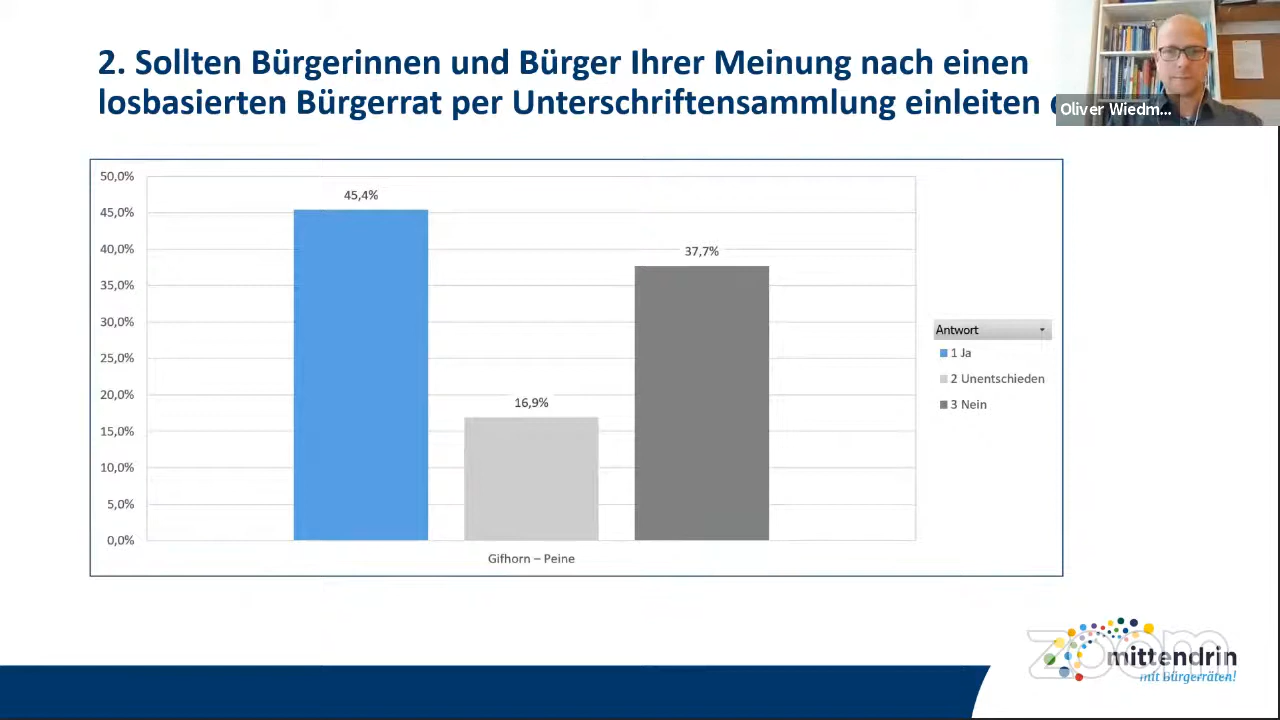 2. Sollten Bürgerinnen und Bürger Ihrer Meinung nach einen
losbasierten Bürgerrat per Unterschriftensammlung einleiten
Oliver Wiedm...
50,0%
45,0%
40,0%
35,0%
30,0%
25,0%
20,0%
15,0%
10,0%
5,0%
0,0%
45,4%
16,9%
37,7%
Gifhorn – Peine
Antwort
1 Ja
2 Unentschieden
3 Nein
zoom
mittendrin
mit Bürgerräten!